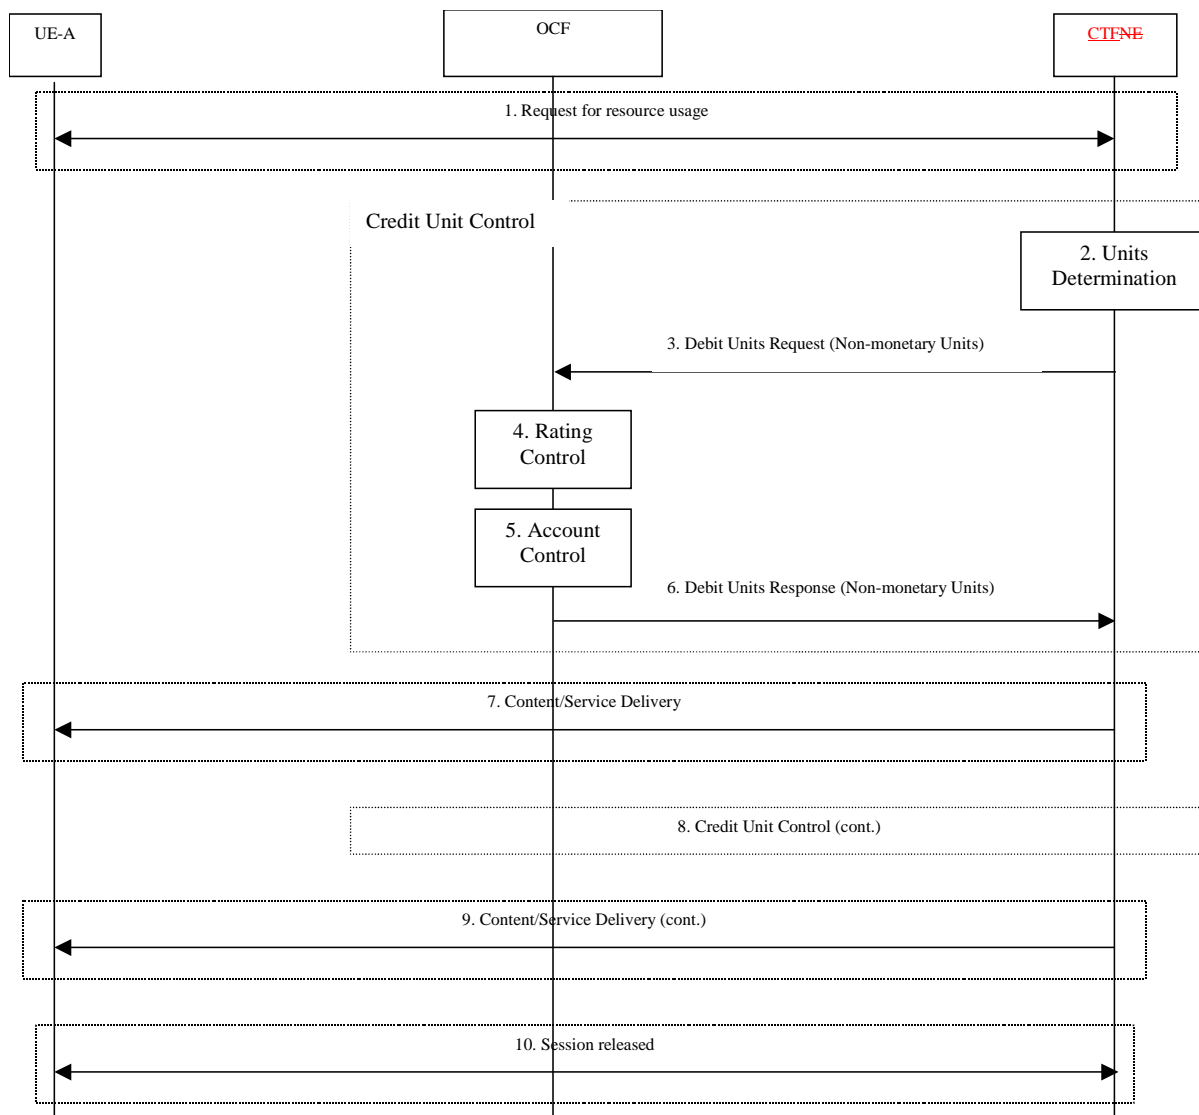 UE-A
OCF
CTFNE
1. Request for resource usage
Credit Unit Control
2. Units
Determination
3. Debit Units Request (Non-monetary Units)
4. Rating
Control
5. Account
Control
6. Debit Units Response (Non-monetary Units)
7. Content/Service Delivery
8. Credit Unit Control (cont.)
9. Content/Service Delivery (cont.)
10. Session released